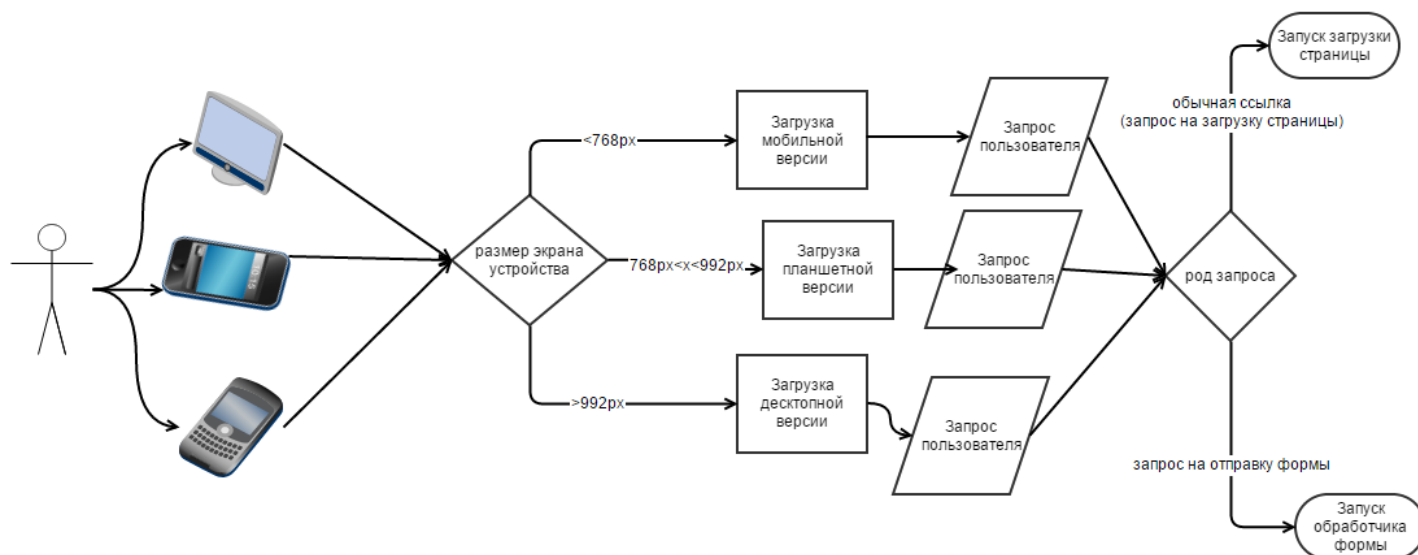 размер экрана
устройства
<768px
768px<x<992px
>992px
Загрузка
мобильной
версии
Загрузка
планшетной
версии
Загрузка
десктопной
версии
Запрос
пользователя
Запрос
пользователя
Запрос
пользователя
род запроса
обычная ссылка
(запрос на загрузку страницы)
запрос на отправку формы
Запуск загрузки
страницы
Запуск
обработчика
формы